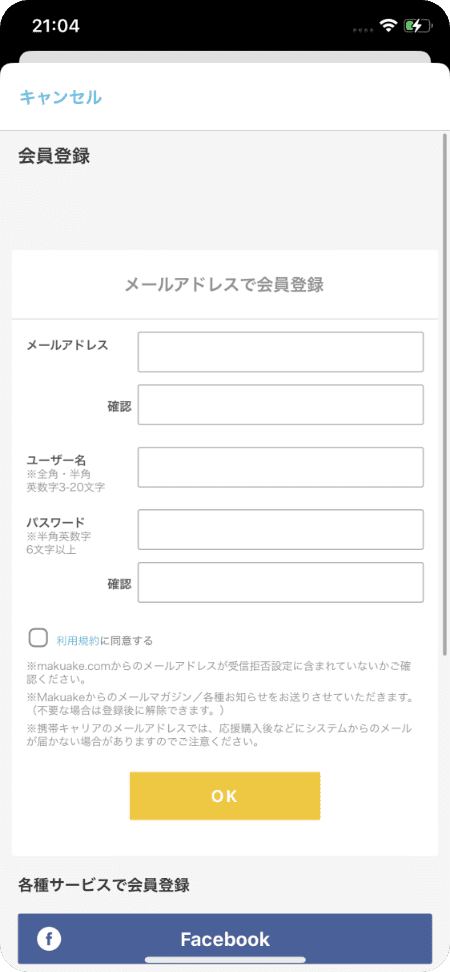 21:04
キャンセル
会員登録
メールアドレスで会員登録
メールアドレス
確認
ユーザー名
※全角・半角
英数字3-20文字
パスワード
※半角英数字
6文字以上
確認
利用規約に同意する
※makuake.comからのメールアドレスが受信拒否設定に含まれていないかご確
認ください。
※Makuakeからのメールマガジン／各種お知らせをお送りさせていただきます。
（不要な場合は登録後に解除できます。）
※携帯キャリアのメールアドレスでは、応援購入後などにシステムからのメール
が届かない場合がありますのでご注意ください。
OK
各種サービスで会員登録
Facebook